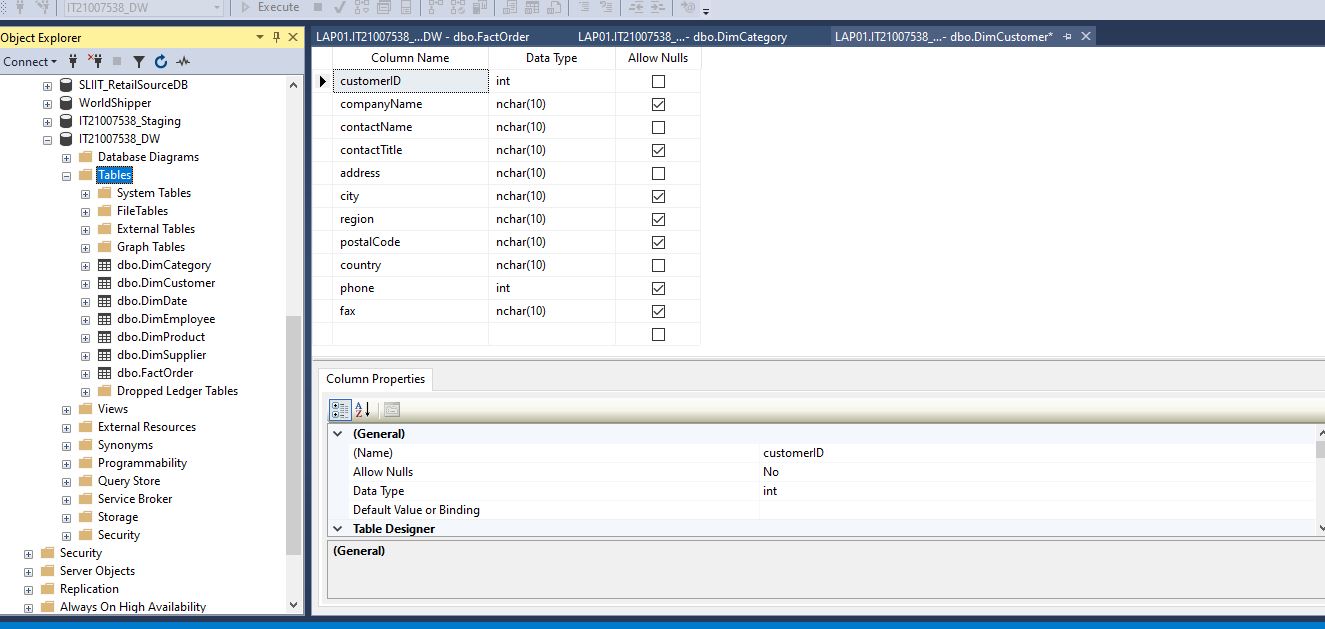 IT21007538_DW
Execute
Object Explorer
Connect
SLIIT_RetailSourceDB
WorldShipper
IT21007538_Staging
IT21007538_DW
Database Diagrams
Tables
System Tables
FileTables
External Tables
Graph Tables
dbo.DimCategory
dbo.DimCustomer
dbo.DimDate
dbo.DimEmployee
dbo.DimProduct
dbo.DimSupplier
dbo.FactOrder
Dropped Ledger Tables
Views
External Resources
Synonyms
Programmability
Query Store
Service Broker
Storage
Security
Security
Server Objects
Replication
Always On High Availability
LAP01.IT21007538_...DW - dbo.FactOrder
LAP01.IT21007538_...- dbo.DimCategory
LAP01.IT21007538_...- dbo.DimCustomer*
Column Name Data Type Allow Nulls
customerID int
companyName nchar(10)
contactName nchar(10)
contactTitle nchar(10)
address nchar(10)
city nchar(10)
region nchar(10)
postalCode nchar(10)
country nchar(10)
phone int
fax nchar(10)
Column Properties
(General)
(Name) customerID
Allow Nulls No
Data Type int
Default Value or Binding
Table Designer
(General)